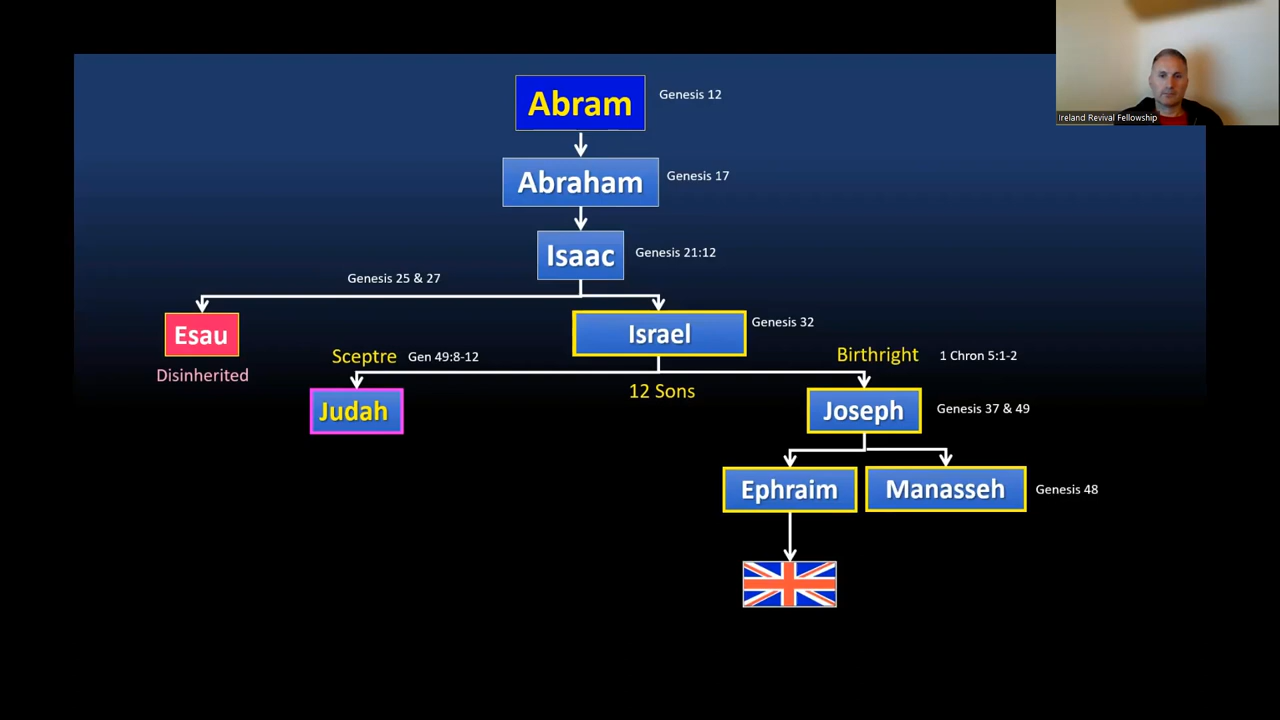 Abram
Genesis 12
Ireland Revival Fellowship
Abraham
Genesis 17
Isaac
Genesis 21:12
Genesis 25 & 27
Esau
Israel
Genesis 32
Disinherited
Sceptre
Gen 49:8-12
Birthright
1 Chron 5:1-2
12 Sons
Judah
Joseph
Genesis 37 & 49
Ephraim
Manasseh
Genesis 48